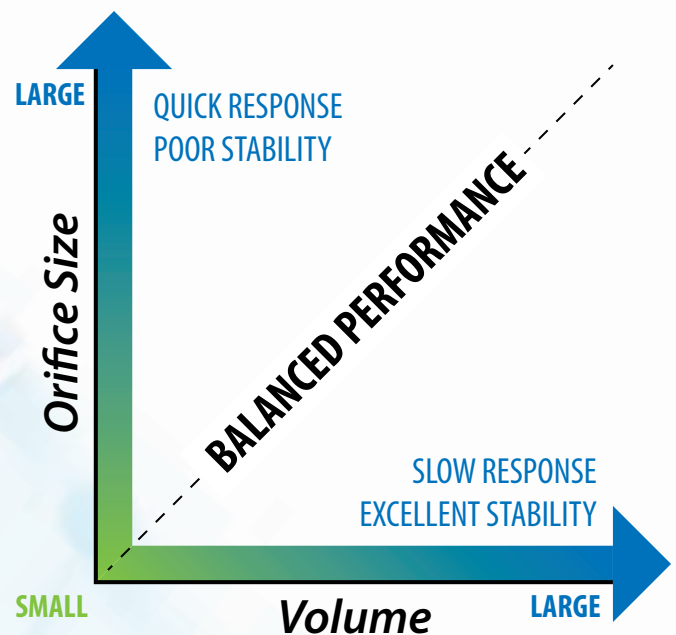 LARGE
QUICK RESPONSE
POOR STABILITY
Orifice Size
BALANCED PERFORMANCE
SLOW RESPONSE
EXCELLENT STABILITY
SMALL
Volume
LARGE